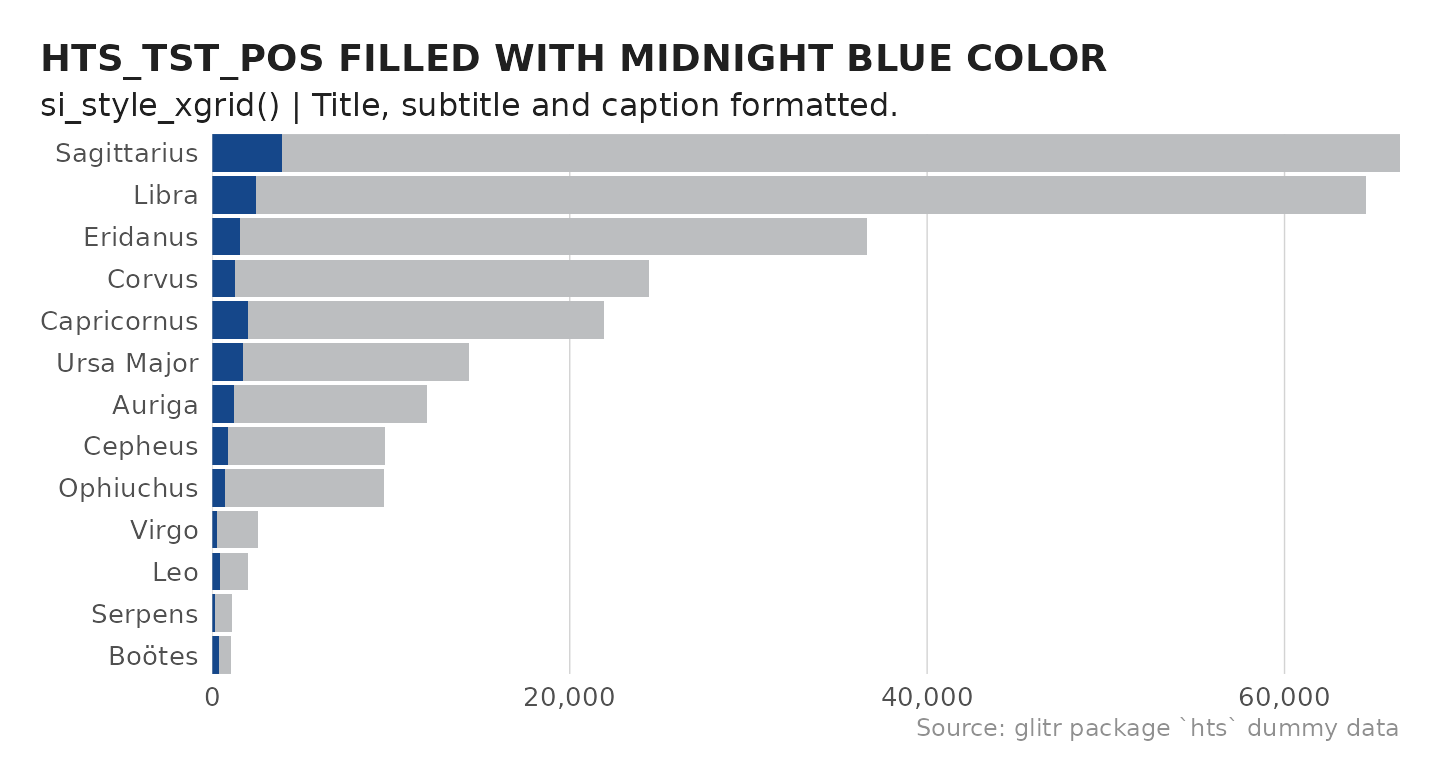 HTS_TST_POS FILLED WITH MIDNIGHT BLUE COLOR
si_style_xgrid() | Title, subtitle and caption formatted.
Sagittarius
Libra
Eridanus
Corvus
Capricornus
Ursa Major
Auriga
Cepheus
Ophiuchus
Virgo
Leo
Serpens
Boötes
0 20,000 40,000 60,000
Source: glitr package `hts` dummy data